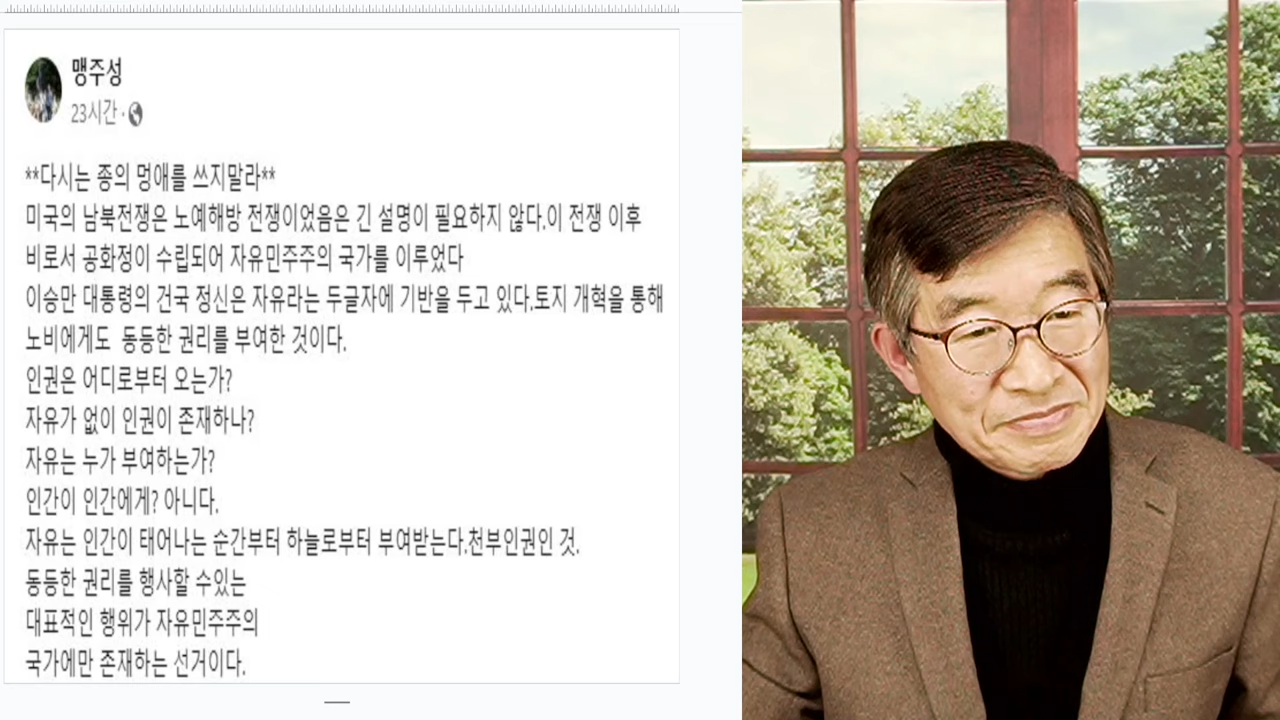 맹주성
23시간 ·
**다시는 종의 멍애를 쓰지말라**
미국의 남북전쟁은 노예해방 전쟁이었음은 긴 설명이 필요하지 않다.이 전쟁 이후
비로서 공화정이 수립되어 자유민주주의 국가를 이루었다
이승만 대통령의 건국 정신은 자유라는 두글자에 기반을 두고 있다.토지 개혁을 통해
노비에게도 동등한 권리를 부여한 것이다.
인권은 어디로부터 오는가?
자유가 없이 인권이 존재하나?
자유는 누가 부여하는가?
인간이 인간에게? 아니다.
자유는 인간이 태어나는 순간부터 하늘로부터 부여받는다.천부인권인 것.
동등한 권리를 행사할 수있는
대표적인 행위가 자유민주주의
국가에만 존재하는 선거이다.